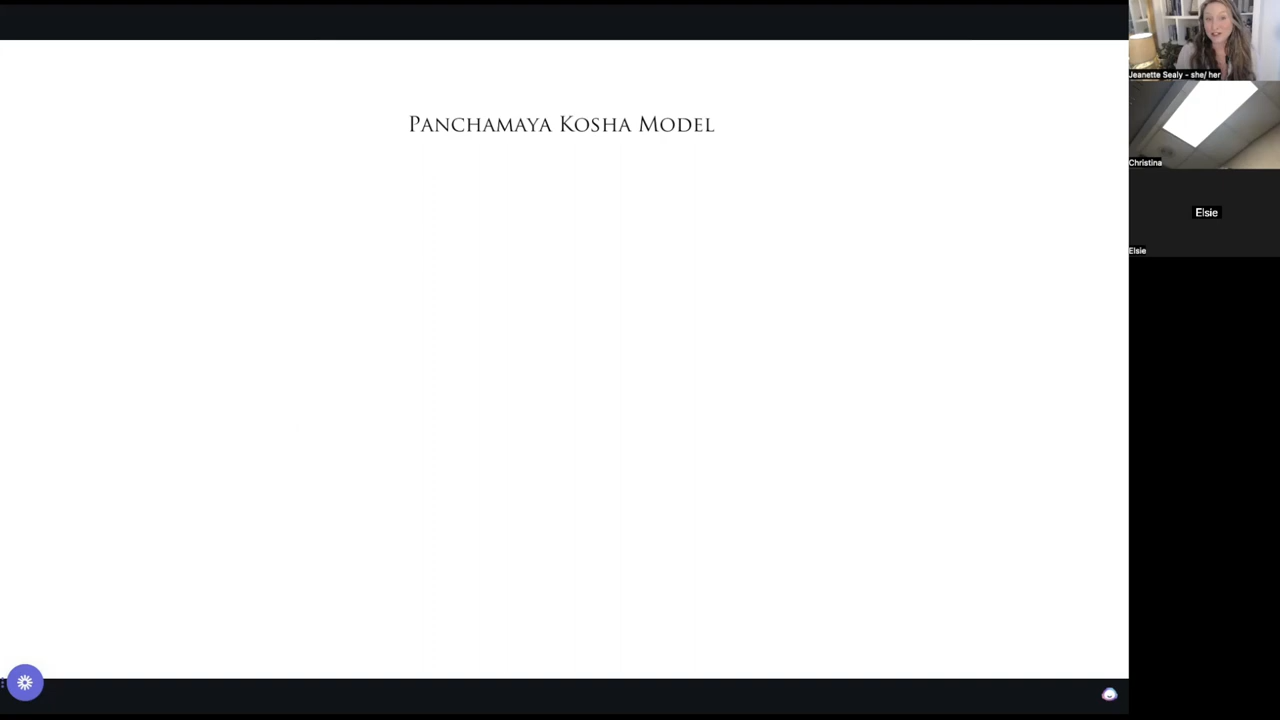 PANCHAMAYA KOSHA MODEL
Jeanette Sealy - she/ her
Christina
Elsie
Elsie